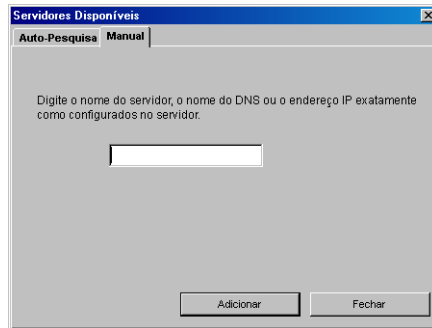 Servidores Disponíveis
Auto-Pesquisa Manual
Digite o nome do servidor, o nome do DNS ou o endereço IP exatamente
como configurados no servidor.
Adicionar Fechar